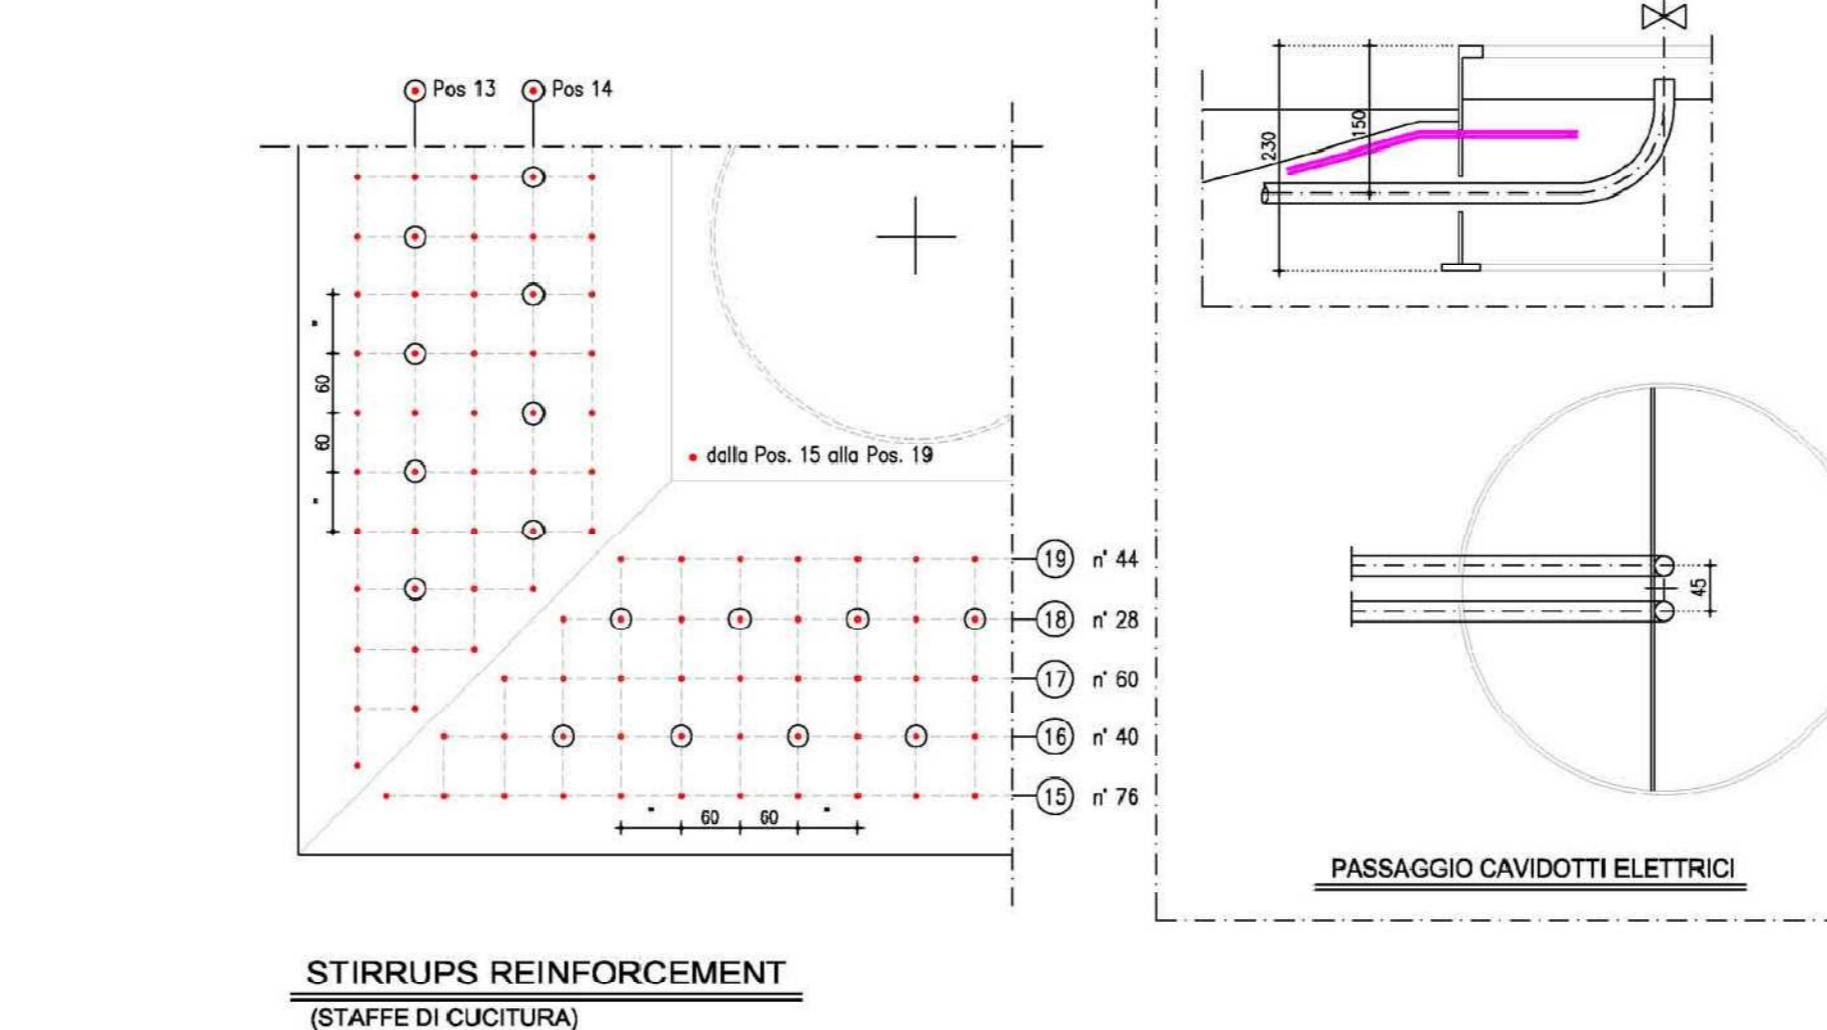 Pos 13
Pos 14
"
60
60
"
dalla Pos. 15 alla Pos. 19
19 n° 44
18 n° 28
17 n° 60
16 n° 40
15 n° 76
" 60 60 "
STIRRUPS REINFORCEMENT
(STAFFE DI CUCITURA)
230
150
45
PASSAGGIO CAVIDOTTI ELETTRICI